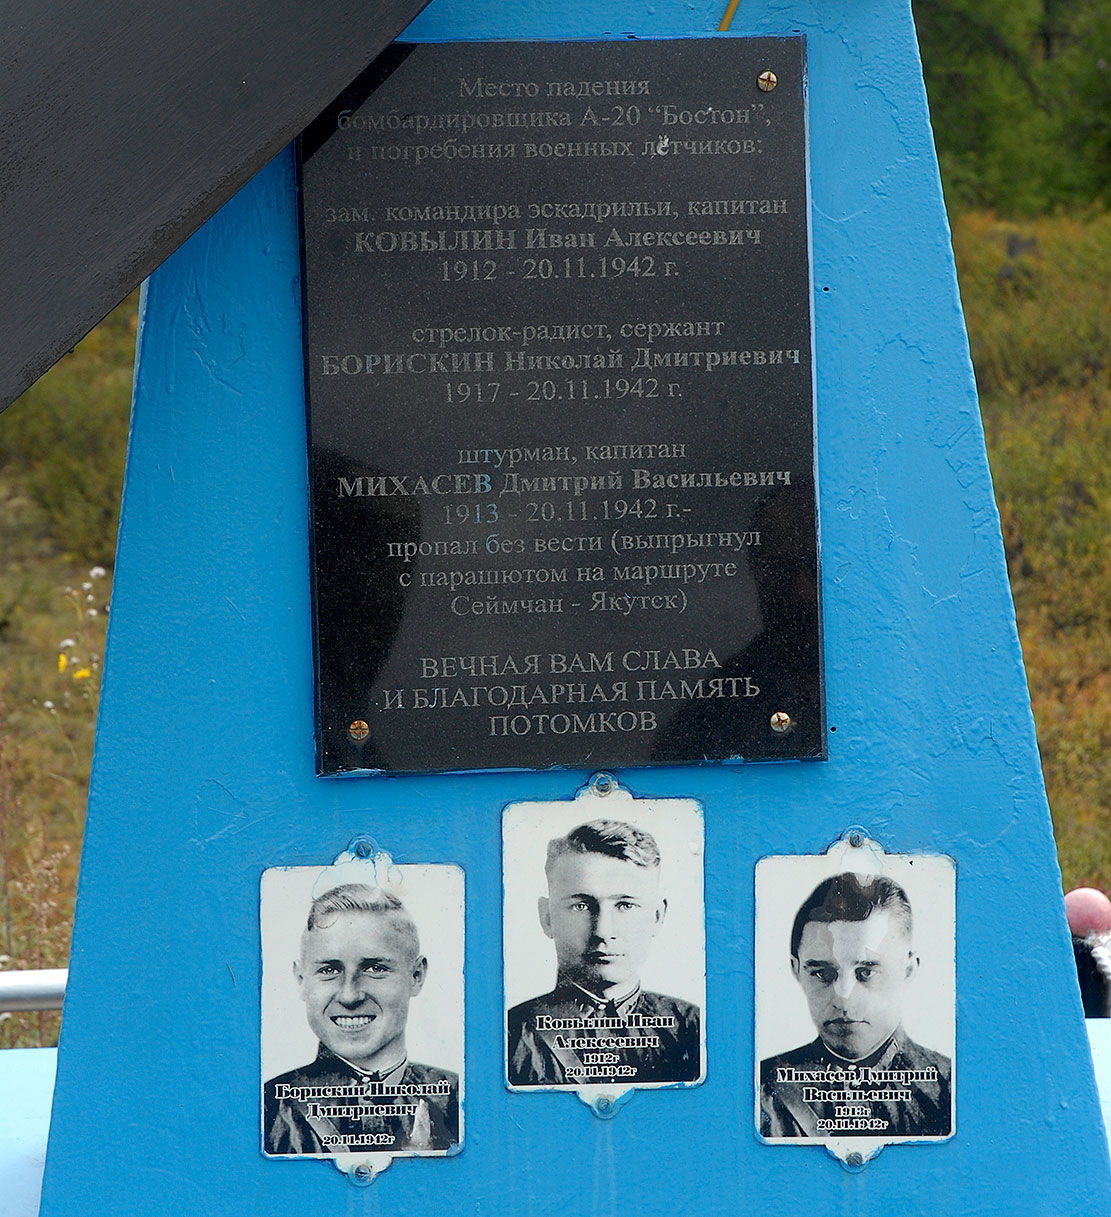 Место падения
бомбардировщика А-20 “Бостон”,
и погребения военных лётчиков:
зам. командира эскадрильи, капитан
КОВЫЛИН Иван Алексеевич
1912 - 20.11.1942 г.
стрелок-радист, сержант
БОРИСКИН Николай Дмитриевич
1917 - 20.11.1942 г.
штурман, капитан
МИХАСЕВ Дмитрий Васильевич
1913 - 20.11.1942 г.-
пропал без вести (выпрыгнул
с парашютом на маршруте
Сеймчан - Якутск)
ВЕЧНАЯ ВАМ СЛАВА
И БЛАГОДАРНАЯ ПАМЯТЬ
ПОТОМКОВ
Борискин Николай
Дмитриевич
20.11.1942г
Ковылин Иван
Алексеевич
1912г
20.11.1942г
Михасев Дмитрий
Васильевич
1913г
20.11.1942г